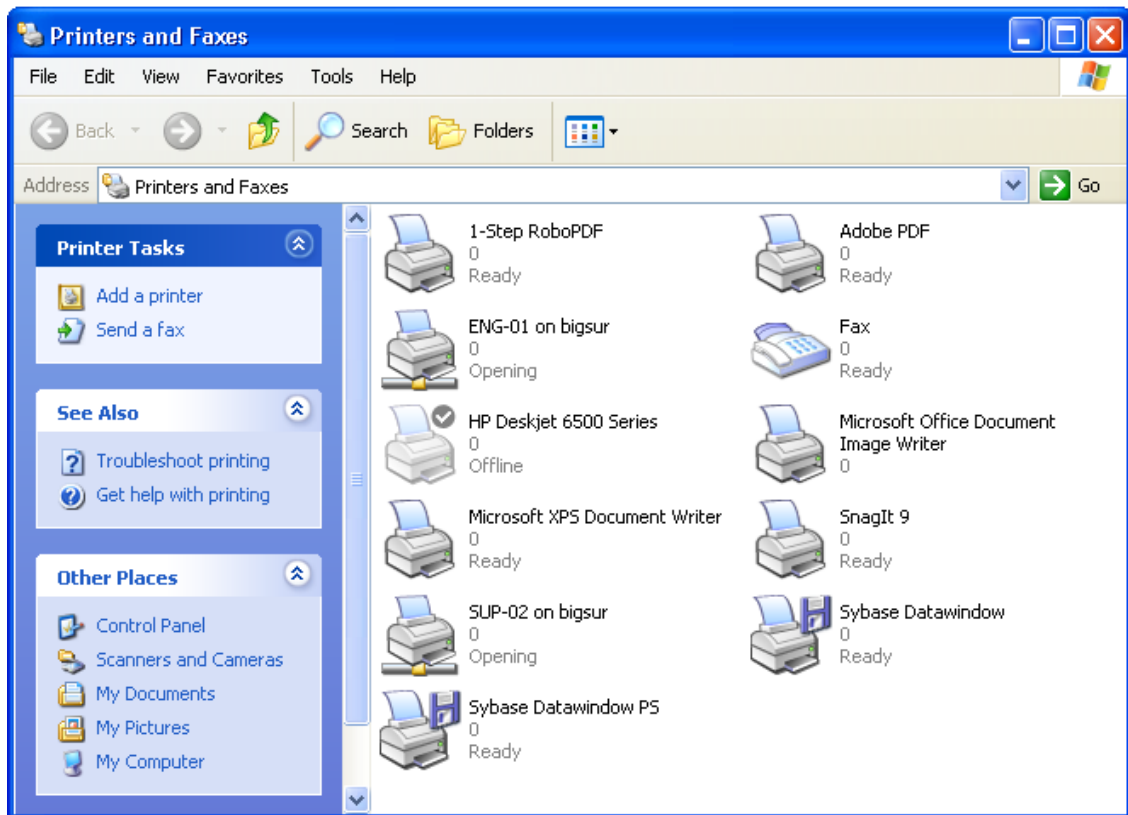 Printers and Faxes
File Edit View Favorites Tools Help
Back Search Folders
Address Printers and Faxes Go
Printer Tasks
Add a printer
Send a fax
See Also
Troubleshoot printing
Get help with printing
Other Places
Control Panel
Scanners and Cameras
My Documents
My Pictures
My Computer
1-Step RoboPDF
0
Ready
Adobe PDF
0
Ready
ENG-01 on bigsur
0
Opening
Fax
0
Ready
HP Deskjet 6500 Series
0
Offline
Microsoft Office Document
Image Writer
0
Microsoft XPS Document Writer
0
Ready
SnagIt 9
0
Ready
SUP-02 on bigsur
0
Opening
Sybase Datawindow
0
Ready
Sybase Datawindow PS
0
Ready